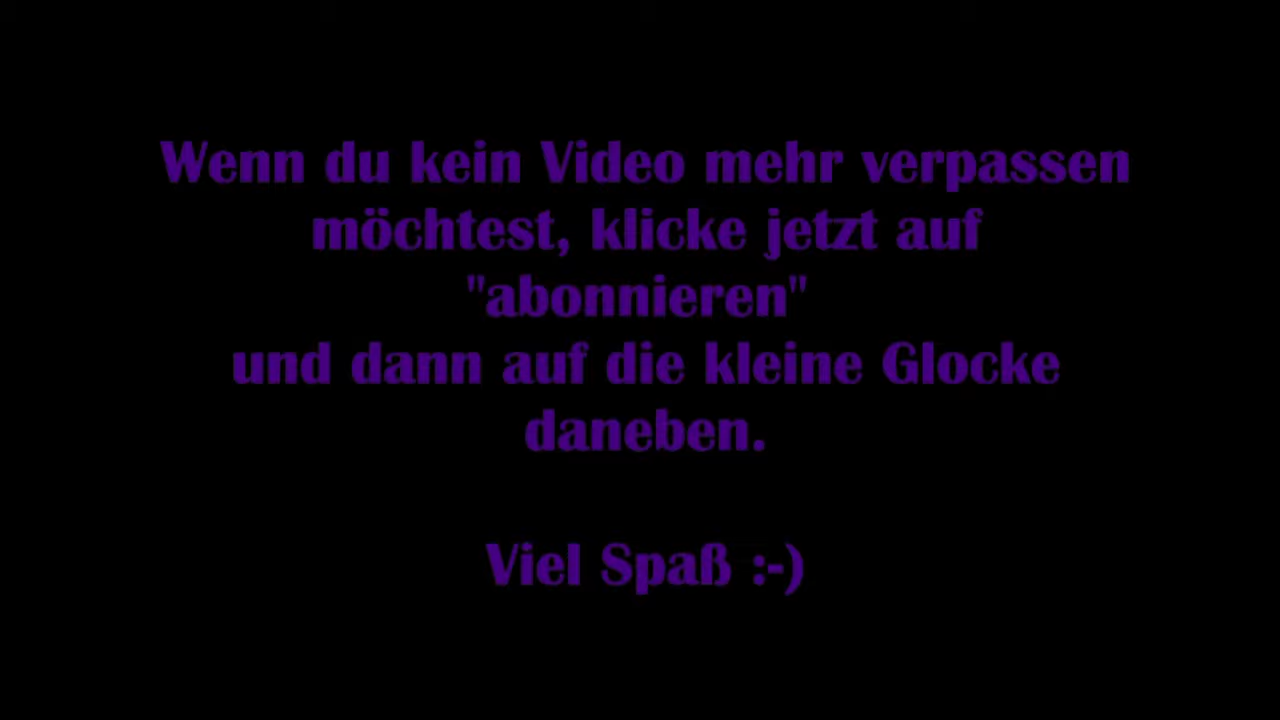 Wenn du kein Video mehr verpassen
möchtest, klicke jetzt auf
"abonnieren"
und dann auf die kleine Glocke
daneben.
Viel Spaß :-)